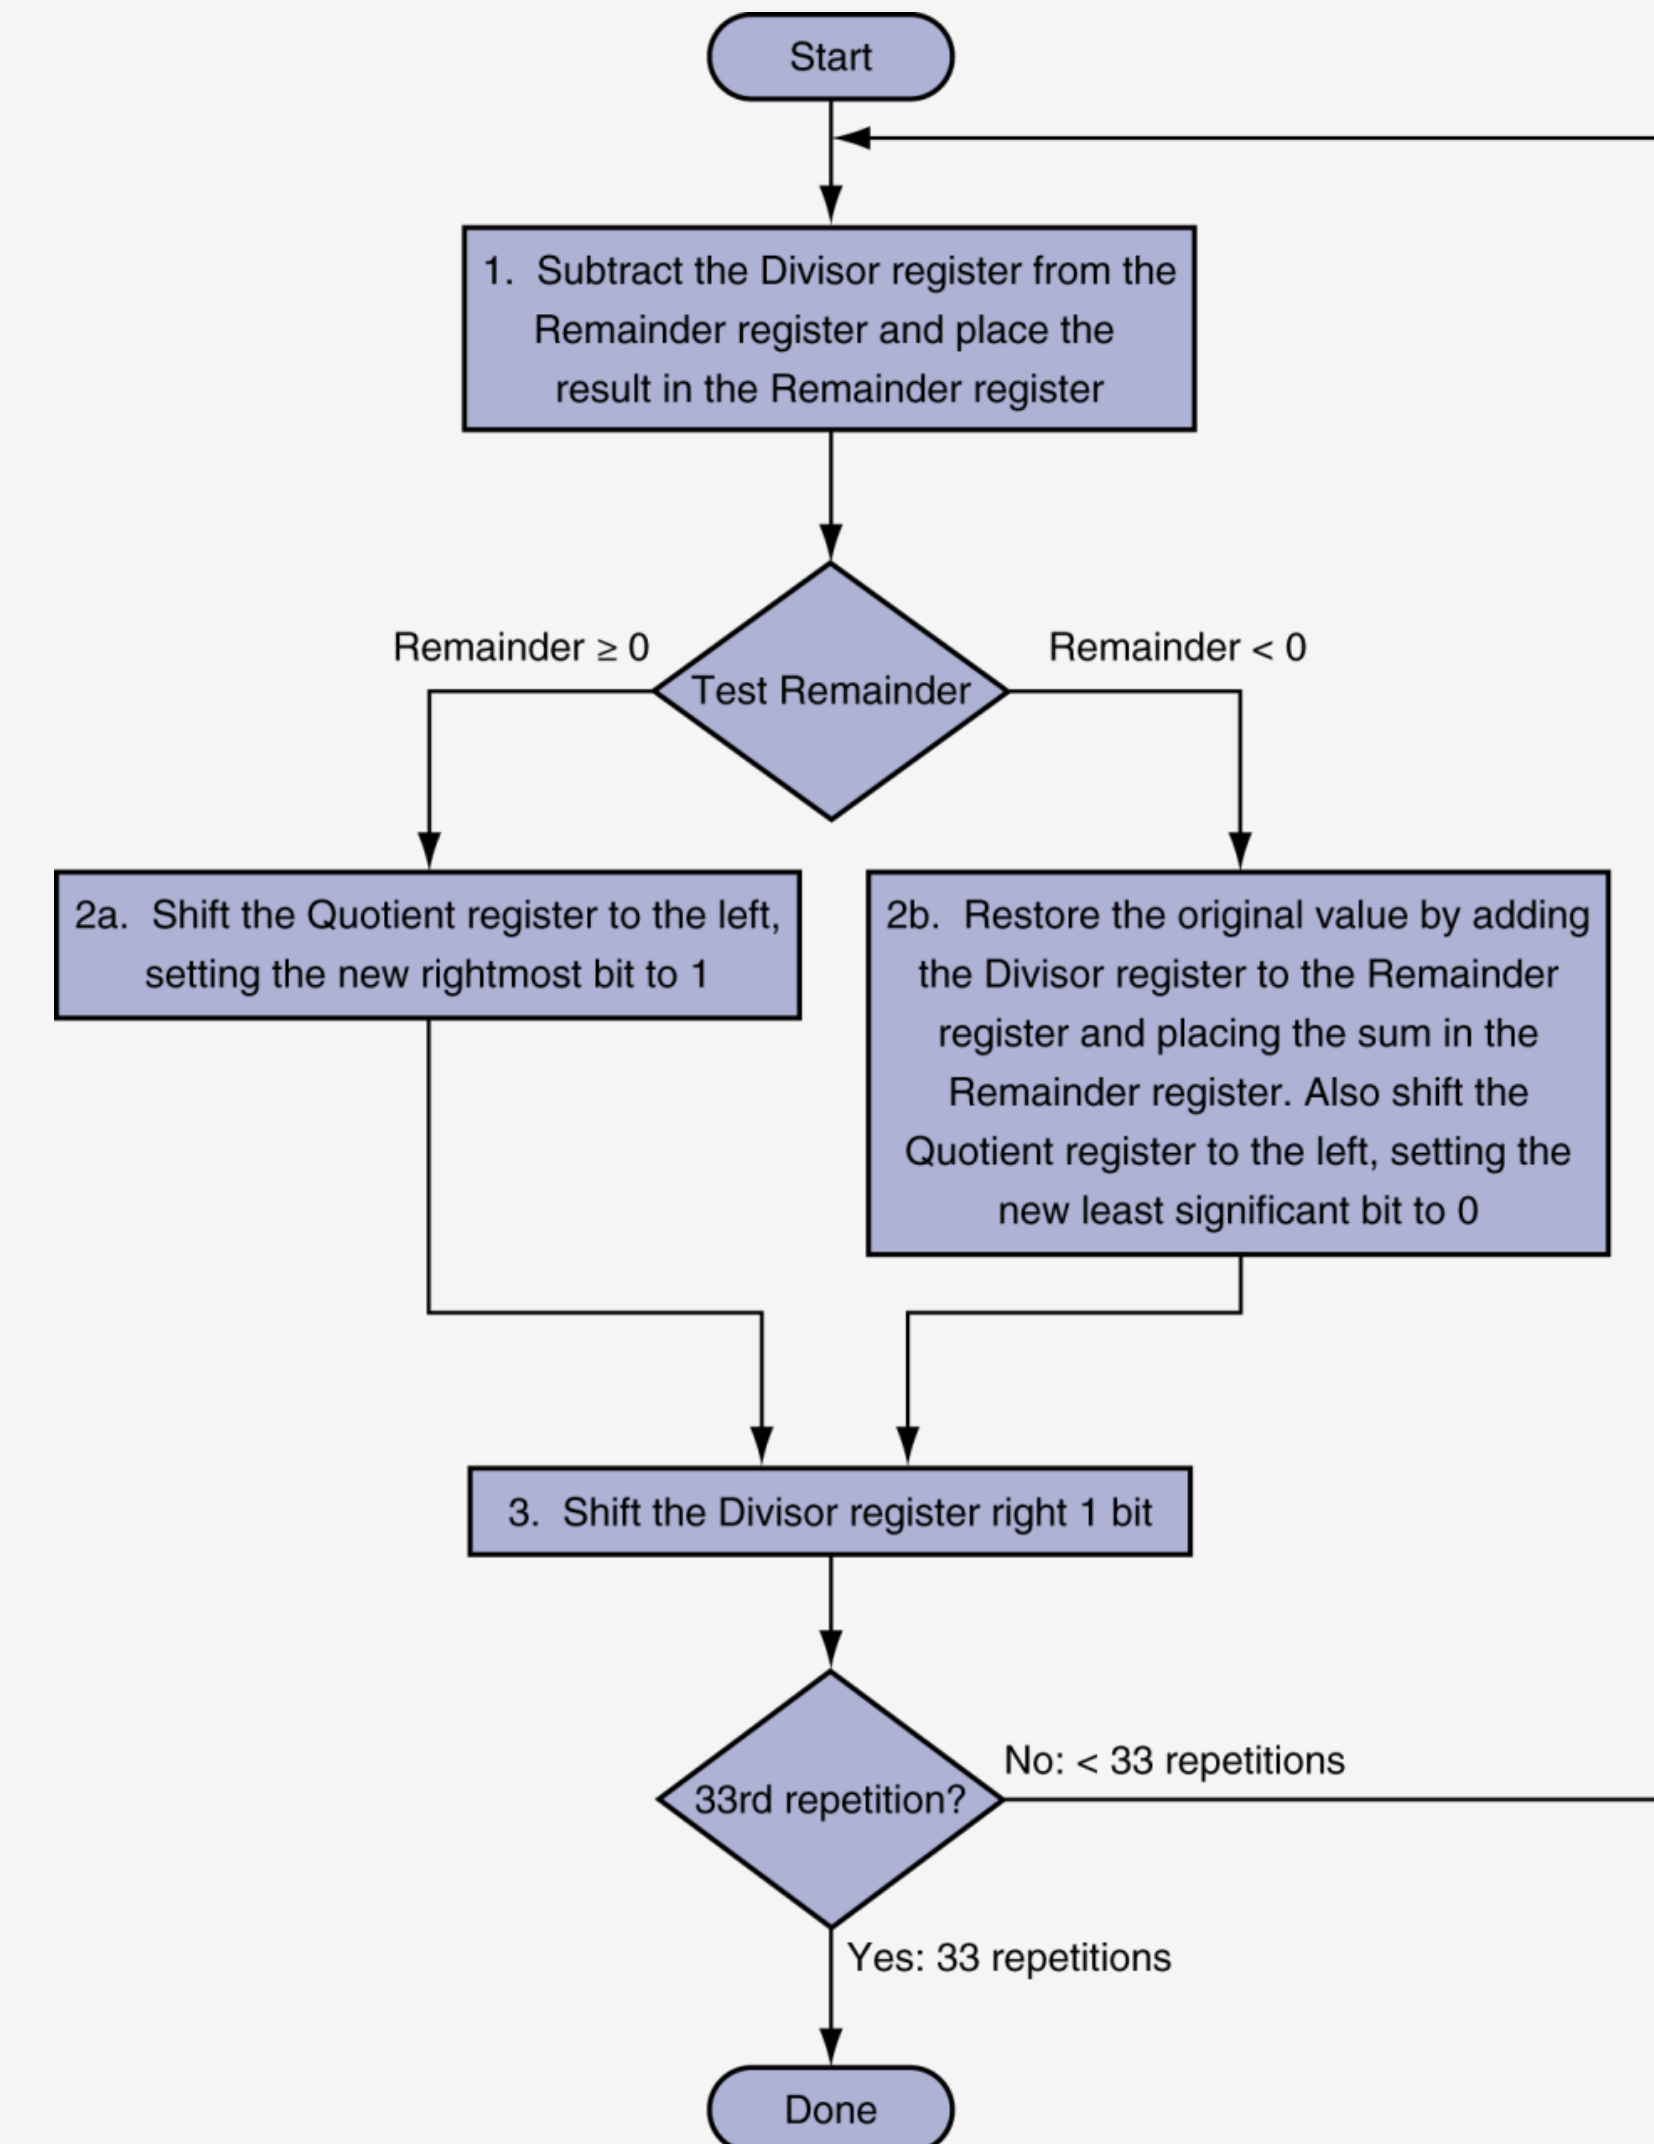 Start
1. Subtract the Divisor register from the
Remainder register and place the
result in the Remainder register
Remainder ≥ 0
Remainder < 0
Test Remainder
2a. Shift the Quotient register to the left,
setting the new rightmost bit to 1
2b. Restore the original value by adding
the Divisor register to the Remainder
register and placing the sum in the
Remainder register. Also shift the
Quotient register to the left, setting the
new least significant bit to 0
3. Shift the Divisor register right 1 bit
No: < 33 repetitions
33rd repetition?
Yes: 33 repetitions
Done